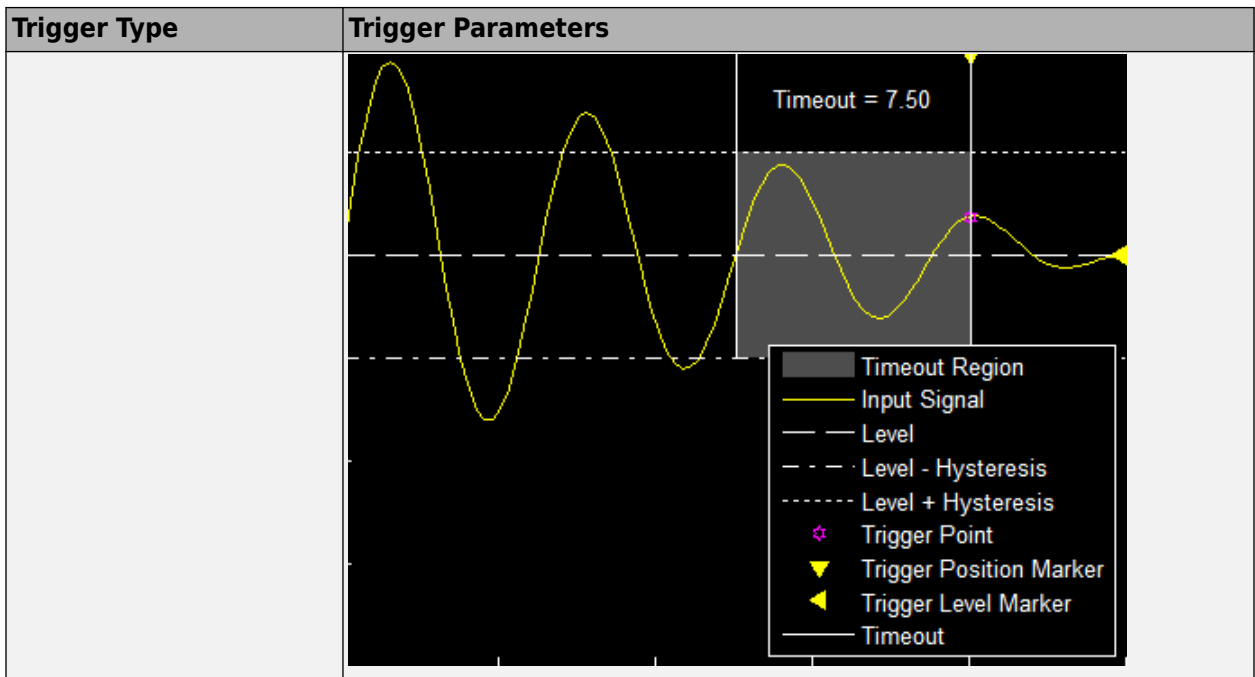 Trigger Type
Trigger Parameters
Timeout = 7.50
Timeout Region
Input Signal
Level
Level - Hysteresis
Level + Hysteresis
Trigger Point
Trigger Position Marker
Trigger Level Marker
Timeout